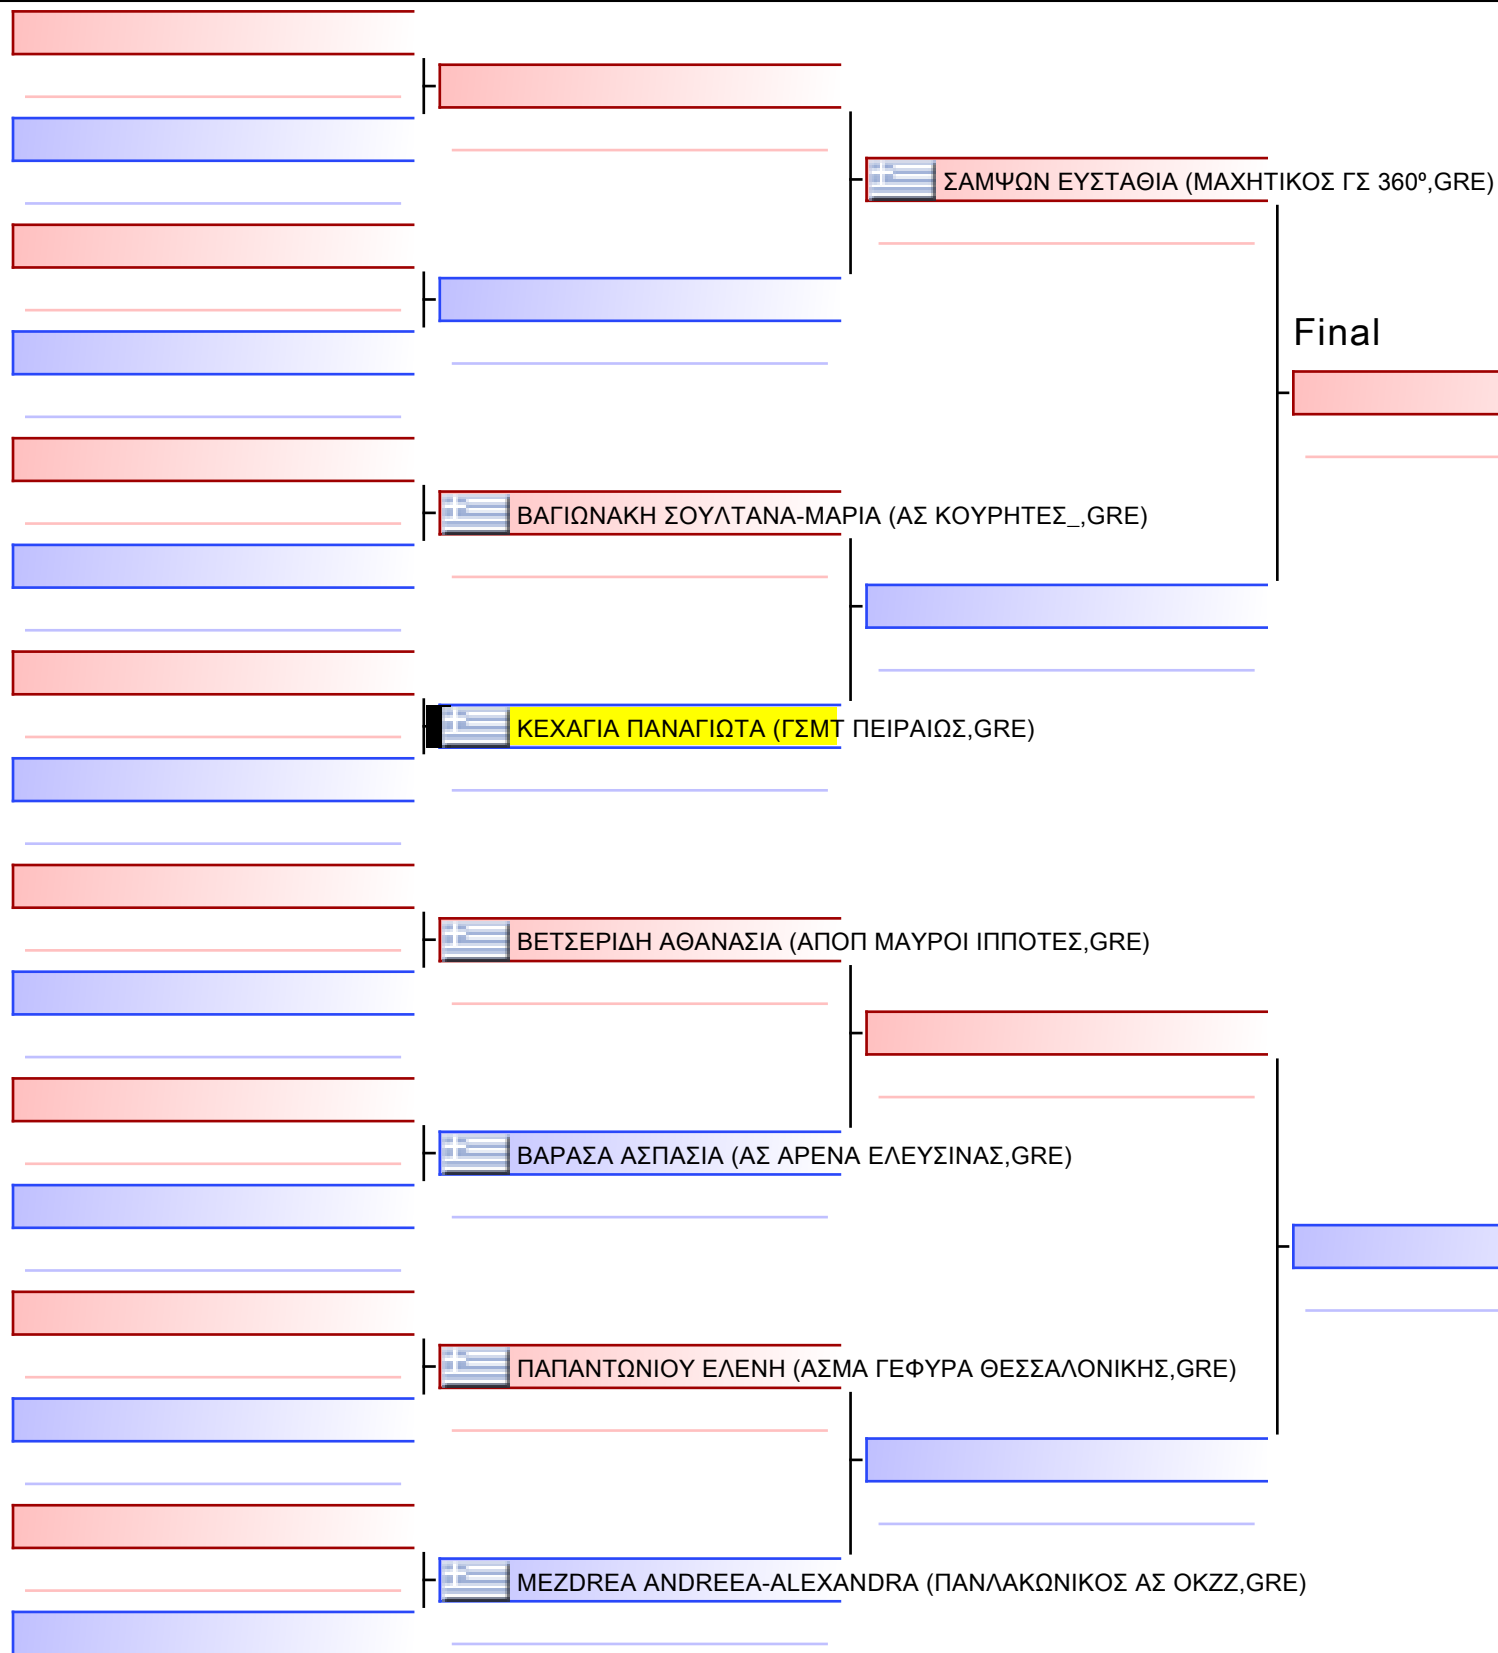 ΣΑΜΨΩΝ ΕΥΣΤΑΘΙΑ (ΜΑΧΗΤΙΚΟΣ ΓΣ 360º,GRE)
Final
ΒΑΓΙΩΝΑΚΗ ΣΟΥΛΤΑΝΑ-ΜΑΡΙΑ (ΑΣ ΚΟΥΡΗΤΕΣ_,GRE)
ΚΕΧΑΓΙΑ ΠΑΝΑΓΙΩΤΑ (ΓΣΜΤ ΠΕΙΡΑΙΩΣ,GRE)
ΒΕΤΣΕΡΙΔΗ ΑΘΑΝΑΣΙΑ (ΑΠΟΠ ΜΑΥΡΟΙ ΙΠΠΟΤΕΣ,GRE)
ΒΑΡΑΣΑ ΑΣΠΑΣΙΑ (ΑΣ ΑΡΕΝΑ ΕΛΕΥΣΙΝΑΣ,GRE)
ΠΑΠΑΝΤΩΝΙΟΥ ΕΛΕΝΗ (ΑΣΜΑ ΓΕΦΥΡΑ ΘΕΣΣΑΛΟΝΙΚΗΣ,GRE)
MEZDREA ANDREEA-ALEXANDRA (ΠΑΝΛΑΚΩΝΙΚΟΣ ΑΣ ΟΚΖΖ,GRE)